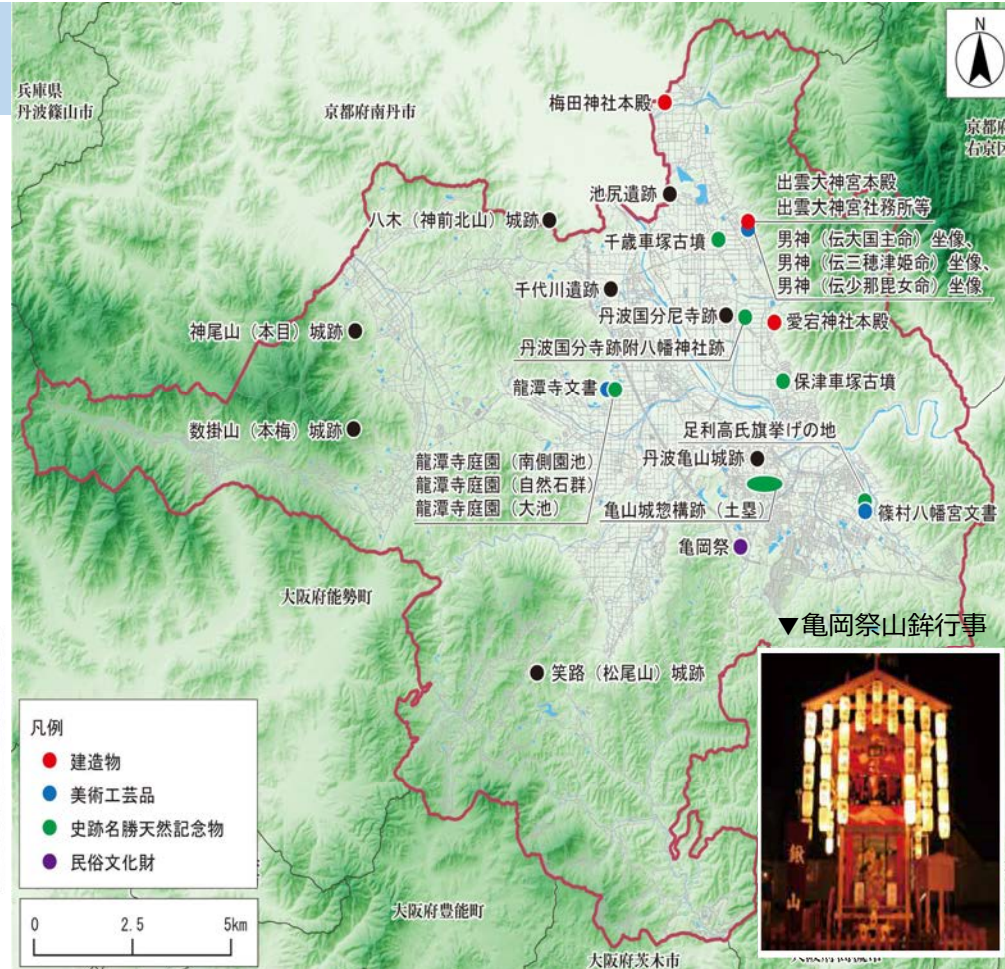 N
兵庫県
丹波篠山市
京都府南丹市
京都府
右京区
梅田神社本殿
池尻遺跡
出雲大神宮本殿
出雲大神宮社務所等
八木（神前北山）城跡
千歳車塚古墳
男神（伝大国主命）坐像、
男神（伝三穂津姫命）坐像、
男神（伝少那毘女命）坐像
千代川遺跡
丹波国分尼寺跡
愛宕神社本殿
神尾山（本目）城跡
丹波国分寺跡附八幡神社跡
龍潭寺文書
保津車塚古墳
数掛山（本梅）城跡
足利高氏旗挙げの地
龍潭寺庭園（南側園池）
龍潭寺庭園（自然石群）
龍潭寺庭園（大池）
丹波亀山城跡
亀山城惣構跡（土塁）
篠村八幡宮文書
亀岡祭
大阪府能勢町
▼亀岡祭山鉾行事
笑路（松尾山）城跡
凡例
建造物
美術工芸品
史跡名勝天然記念物
民俗文化財
0 2.5 5km
大阪府豊能町
大阪府茨木市
山